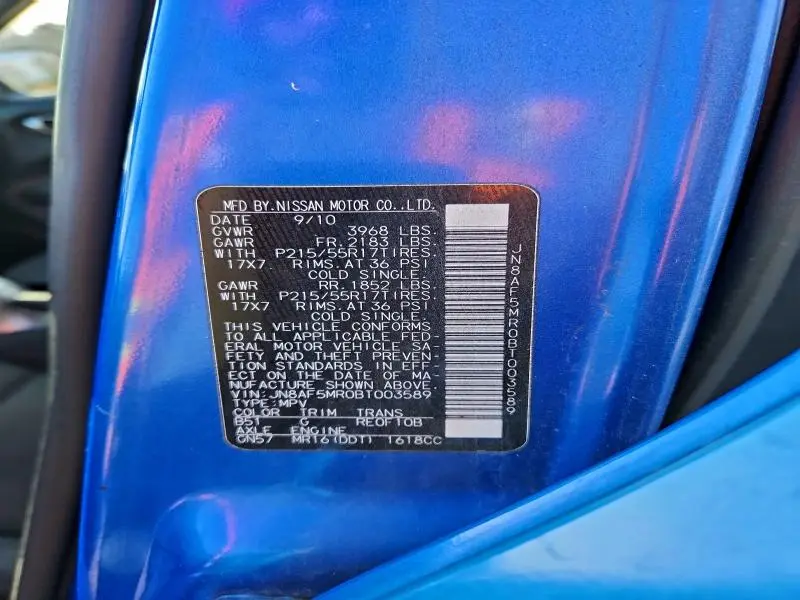 MFD BY.NISSAN MOTOR CO.,LTD.
DATE 9/10
GVWR 3968 LBS.
GAWR FR.2183 LBS.
WITH P215/55R17TIRES.
17X7 RIMS.AT 36 PSI
COLD SINGLE.
GAWR RR.1852 LBS.
WITH P215/55R17TIRES.
17X7 RIMS.AT 36 PSI
COLD SINGLE.
THIS VEHICLE CONFORMS
TO ALL APPLICABLE FED-
ERAL MOTOR VEHICLE SA-
FETY AND THEFT PREVEN-
TION STANDARDS IN EFF-
ECT ON THE DATE OF MA-
NUFACTURE SHOWN ABOVE.
VIN: JN8AF5MR0BT003589
TYPE:MPV
COLOR TRIM TRANS
B51 G RE0F10B
AXLE ENGINE
GN57 MR16(DDT) 1618CC
JN8AF5MR0BT003589